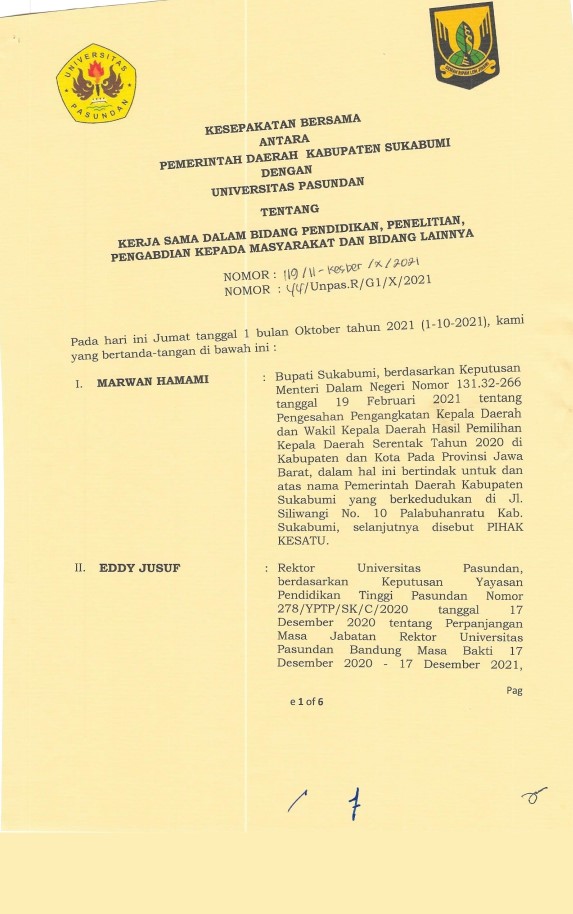 UNIVERSITAS
PASUNDAN
KESEPAKATAN BERSAMA
ANTARA
PEMERINTAH DAERAH KABUPATEN SUKABUMI
DENGAN
UNIVERSITAS PASUNDAN
TENTANG
KERJA SAMA DALAM BIDANG PENDIDIKAN, PENELITIAN,
PENGABDIAN KEPADA MASYARAKAT DAN BIDANG LAINNYA
NOMOR : 119/11-Kesber/X/2021
NOMOR : 44/Unpas.R/G1/X/2021
Pada hari ini Jumat tanggal 1 bulan Oktober tahun 2021 (1-10-2021), kami
yang bertanda-tangan di bawah ini :
I. MARWAN HAMAMI : Bupati Sukabumi, berdasarkan Keputusan
Menteri Dalam Negeri Nomor 131.32-266
tanggal 19 Februari 2021 tentang
Pengesahan Pengangkatan Kepala Daerah
dan Wakil Kepala Daerah Hasil Pemilihan
Kepala Daerah Serentak Tahun 2020 di
Kabupaten dan Kota Pada Provinsi Jawa
Barat, dalam hal ini bertindak untuk dan
atas nama Pemerintah Daerah Kabupaten
Sukabumi yang berkedudukan di Jl.
Siliwangi No. 10 Palabuhanratu Kab.
Sukabumi, selanjutnya disebut PIHAK
KESATU.
II. EDDY JUSUF : Rektor Universitas Pasundan,
berdasarkan Keputusan Yayasan
Pendidikan Tinggi Pasundan Nomor
278/YPTP/SK/C/2020 tanggal 17
Desember 2020 tentang Perpanjangan
Masa Jabatan Rektor Universitas
Pasundan Bandung Masa Bakti 17
Desember 2020 - 17 Desember 2021,
Pag
e 1 of 6